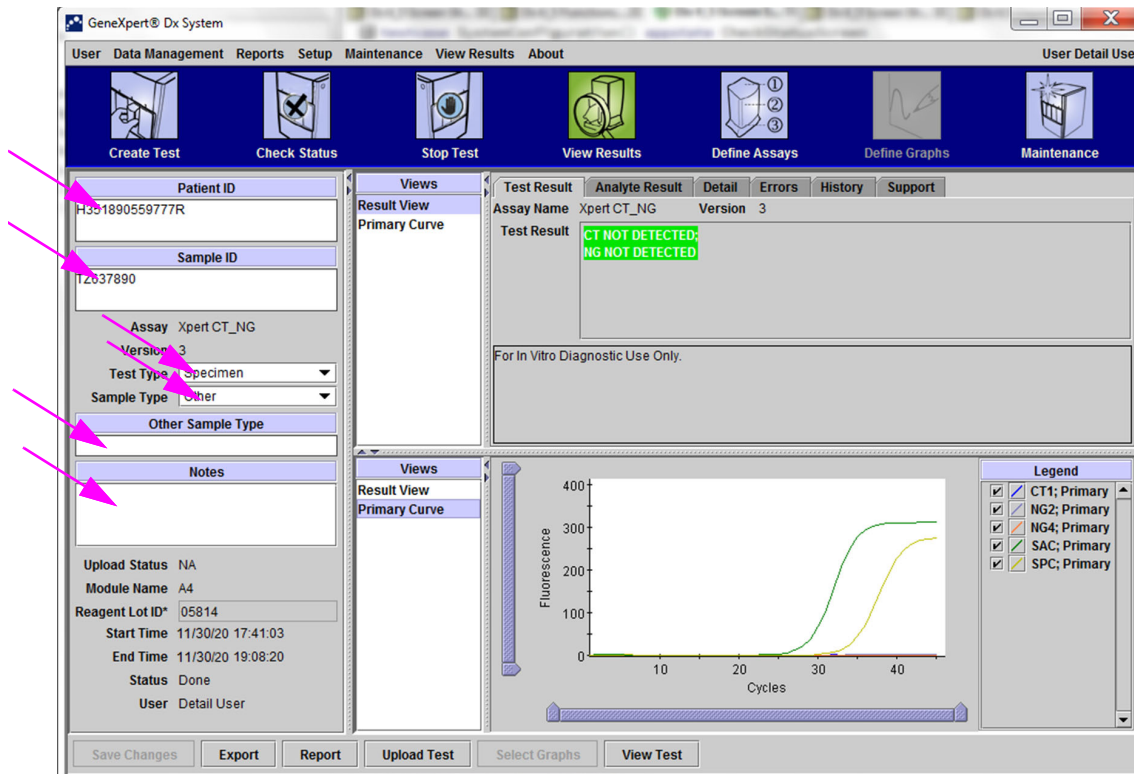 GeneXpert® Dx System
User Data Management Reports Setup Maintenance View Results About User Detail Use
Create Test Check Status Stop Test View Results Define Assays Define Graphs Maintenance
① ② ③
Patient ID
H351890559777R
Sample ID
TZ637890
Assay Xpert CT_NG
Version 3
Test Type Specimen
Sample Type Other
Other Sample Type
Notes
Upload Status NA
Module Name A4
Reagent Lot ID* 05814
Start Time 11/30/20 17:41:03
End Time 11/30/20 19:08:20
Status Done
User Detail User
Views
Result View
Primary Curve
Test Result Analyte Result Detail Errors History Support
Assay Name Xpert CT_NG Version 3
Test Result CT NOT DETECTED;
NG NOT DETECTED
For In Vitro Diagnostic Use Only.
Views
Result View
Primary Curve
Fluorescence
400
300
200
100
0
10 20 30 40
Cycles
Legend
CT1; Primary
NG2; Primary
NG4; Primary
SAC; Primary
SPC; Primary
Save Changes Export Report Upload Test Select Graphs View Test